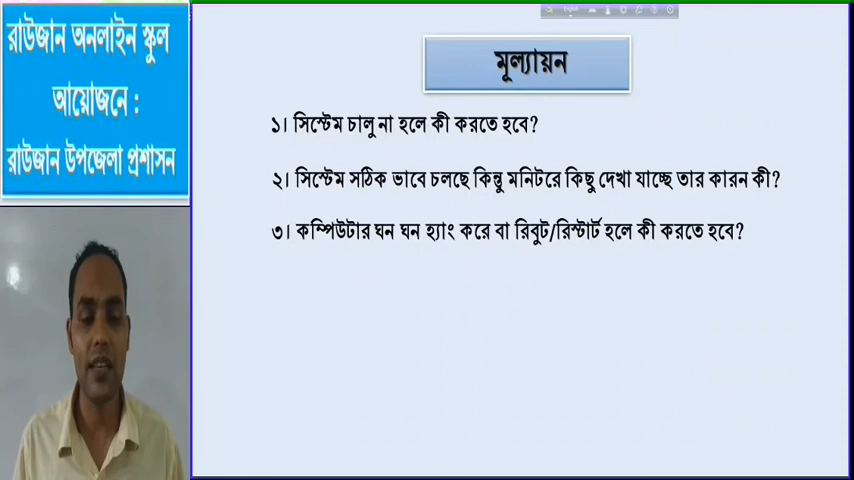 রাউজান অনলাইন স্কুল
আয়োজনে :
রাউজান উপজেলা প্রশাসন
মূল্যায়ন
১। সিস্টেম চালু না হলে কী করতে হবে?
২। সিস্টেম সঠিক ভাবে চলছে কিন্তু মনিটরে কিছু দেখা যাচ্ছে তার কারন কী?
৩। কম্পিউটার ঘন ঘন হ্যাং করে বা রিবুট/রিস্টার্ট হলে কী করতে হবে?